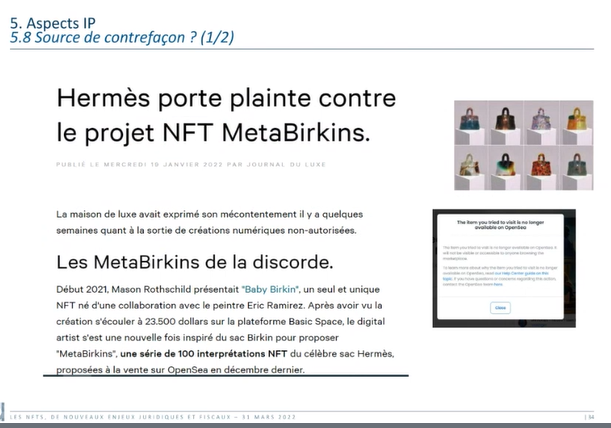 5. Aspects IP
5.8 Source de contrefaçon ? (1/2)
Hermès porte plainte contre
le projet NFT MetaBirkins.
PUBLIÉ LE MERCREDI 19 JANVIER 2022 PAR JOURNAL DU LUXE
La maison de luxe avait exprimé son mécontentement il y a quelques
semaines quant à la sortie de créations numériques non-autorisées.
Les MetaBirkins de la discorde.
Début 2021, Mason Rothschild présentait "Baby Birkin", un seul et unique
NFT né d'une collaboration avec le peintre Eric Ramirez. Après avoir vu la
création s'écouler à 23.500 dollars sur la plateforme Basic Space, le digital
artist s'est une nouvelle fois inspiré du sac Birkin pour proposer
"MetaBirkins", une série de 100 interprétations NFT du célèbre sac Hermès,
proposées à la vente sur OpenSea en décembre dernier.
The item you tried to visit is no longer
available on OpenSea
Close
LES NFTS, DE NOUVEAUX ENJEUX JURIDIQUES ET FISCAUX – 31 MARS 2022